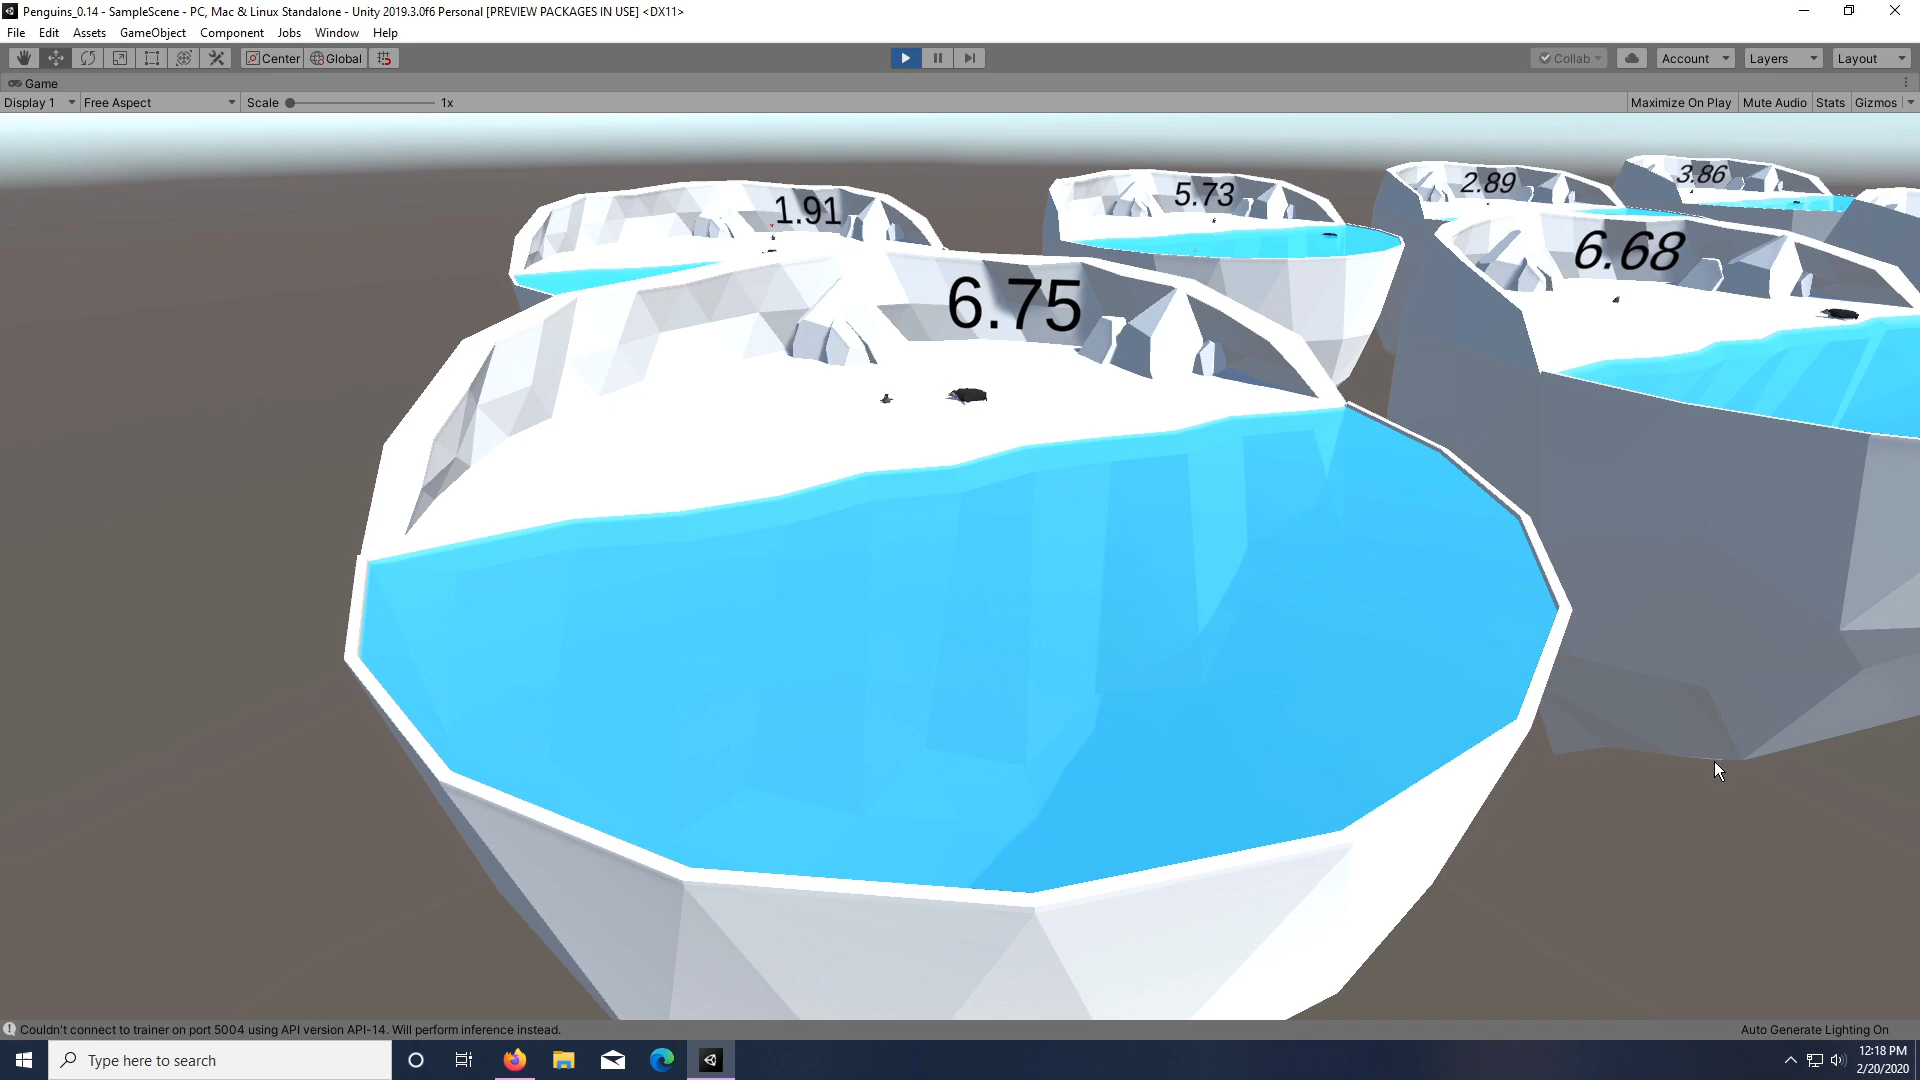 Penguins_0.14 - SampleScene - PC, Mac & Linux Standalone - Unity 2019.3.0f6 Personal [PREVIEW PACKAGES IN USE] <DX11>
File Edit Assets GameObject Component Jobs Window Help
Center Global Collab Account Layers Layout
Game
Display 1 Free Aspect Scale 1x Maximize On Play Mute Audio Stats Gizmos
1.91 5.73 2.89 3.86
6.75 6.68
Couldn't connect to trainer on port 5004 using API version API-14. Will perform inference instead. Auto Generate Lighting On
Type here to search 12:18 PM
2/20/2020